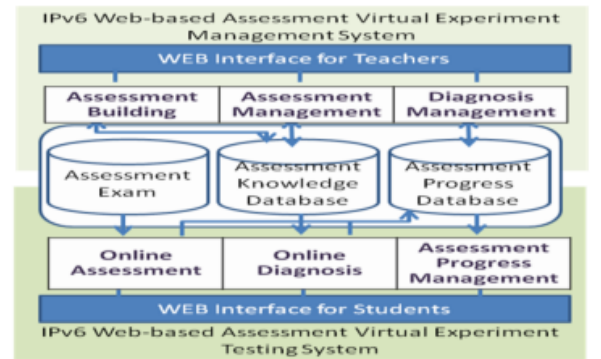 IPv6 Web-based Assessment Virtual Experiment
Management System
WEB Interface for Teachers
Assessment
Building
Assessment
Management
Diagnosis
Management
Assessment
Exam
Assessment
Knowledge
Database
Assessment
Progress
Database
Online
Assessment
Online
Diagnosis
Assessment
Progress
Management
WEB Interface for Students
IPv6 Web-based Assessment Virtual Experiment
Testing System